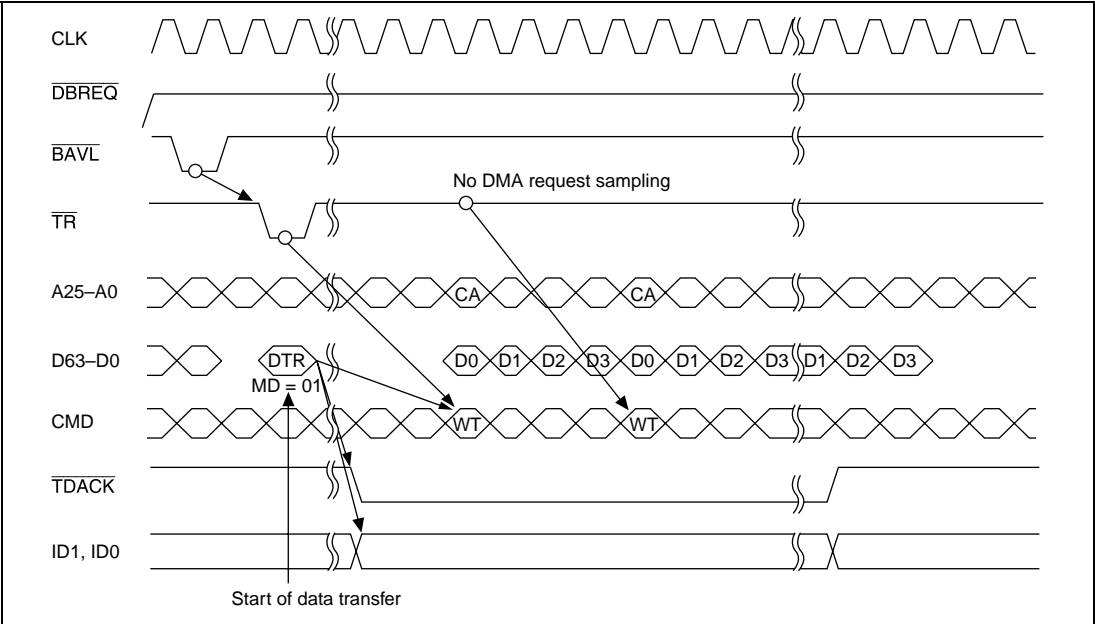 CLK
DBREQ
BAVL
No DMA request sampling
TR
A25–A0
CA
CA
D63–D0
DTR
D0
D1
D2
D3
D0
D1
D2
D3
D1
D2
D3
MD = 01
CMD
WT
WT
TDACK
ID1, ID0
Start of data transfer